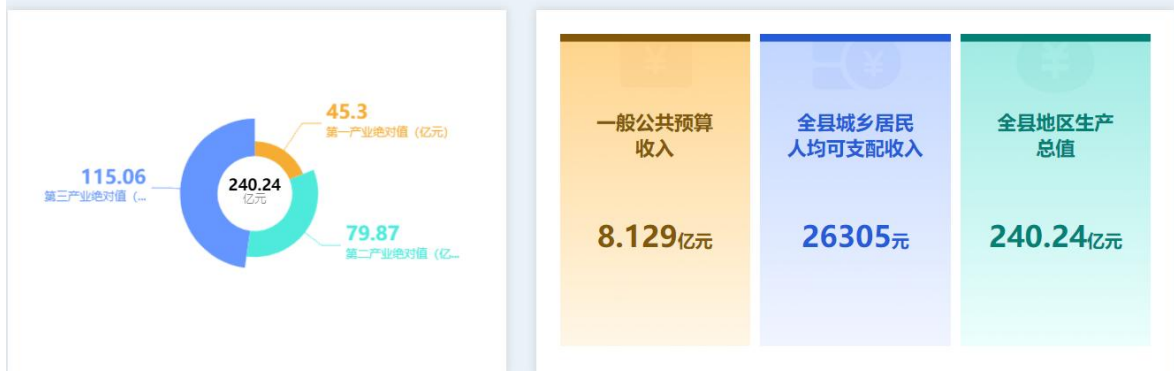 45.3
第一产业绝对值（亿元）
115.06
第三产业绝对值（...
240.24
亿元
79.87
第二产业绝对值（亿...
一般公共预算
收入
8.129亿元
全县城乡居民
人均可支配收入
26305元
全县地区生产
总值
240.24亿元